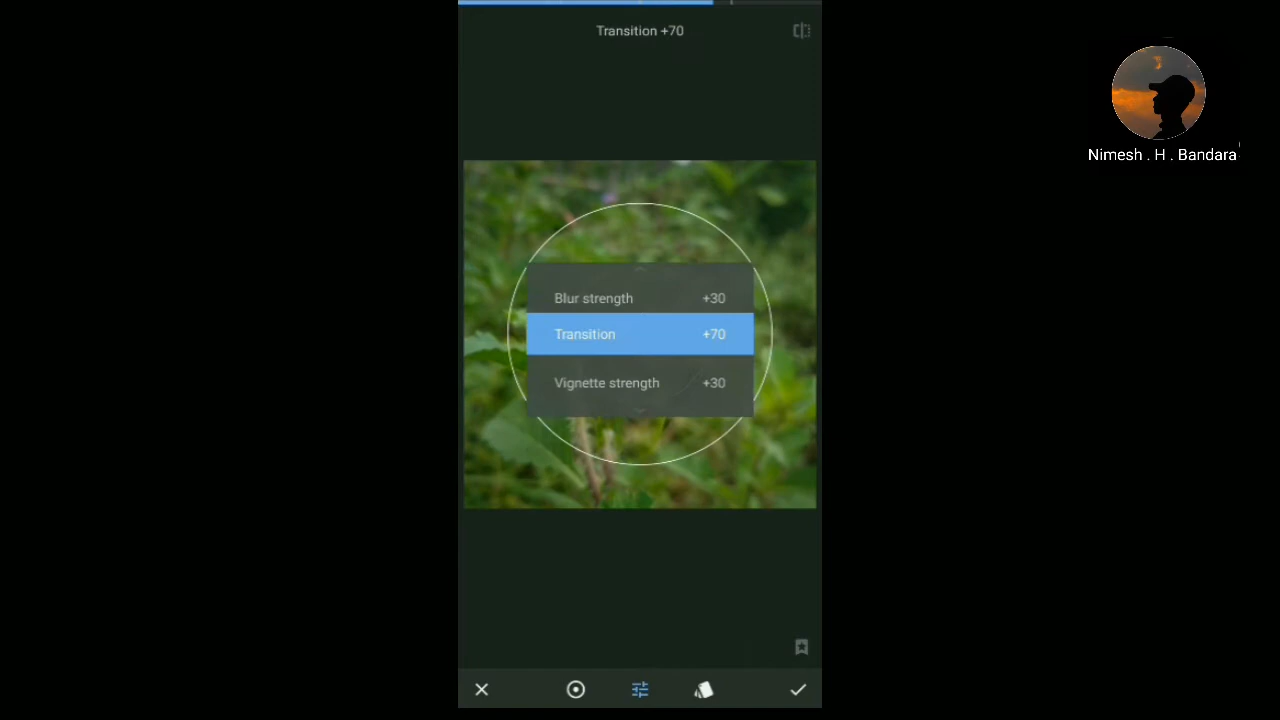 Transition +70
Nimesh . H . Bandara
Blur strength +30
Transition +70
Vignette strength +30